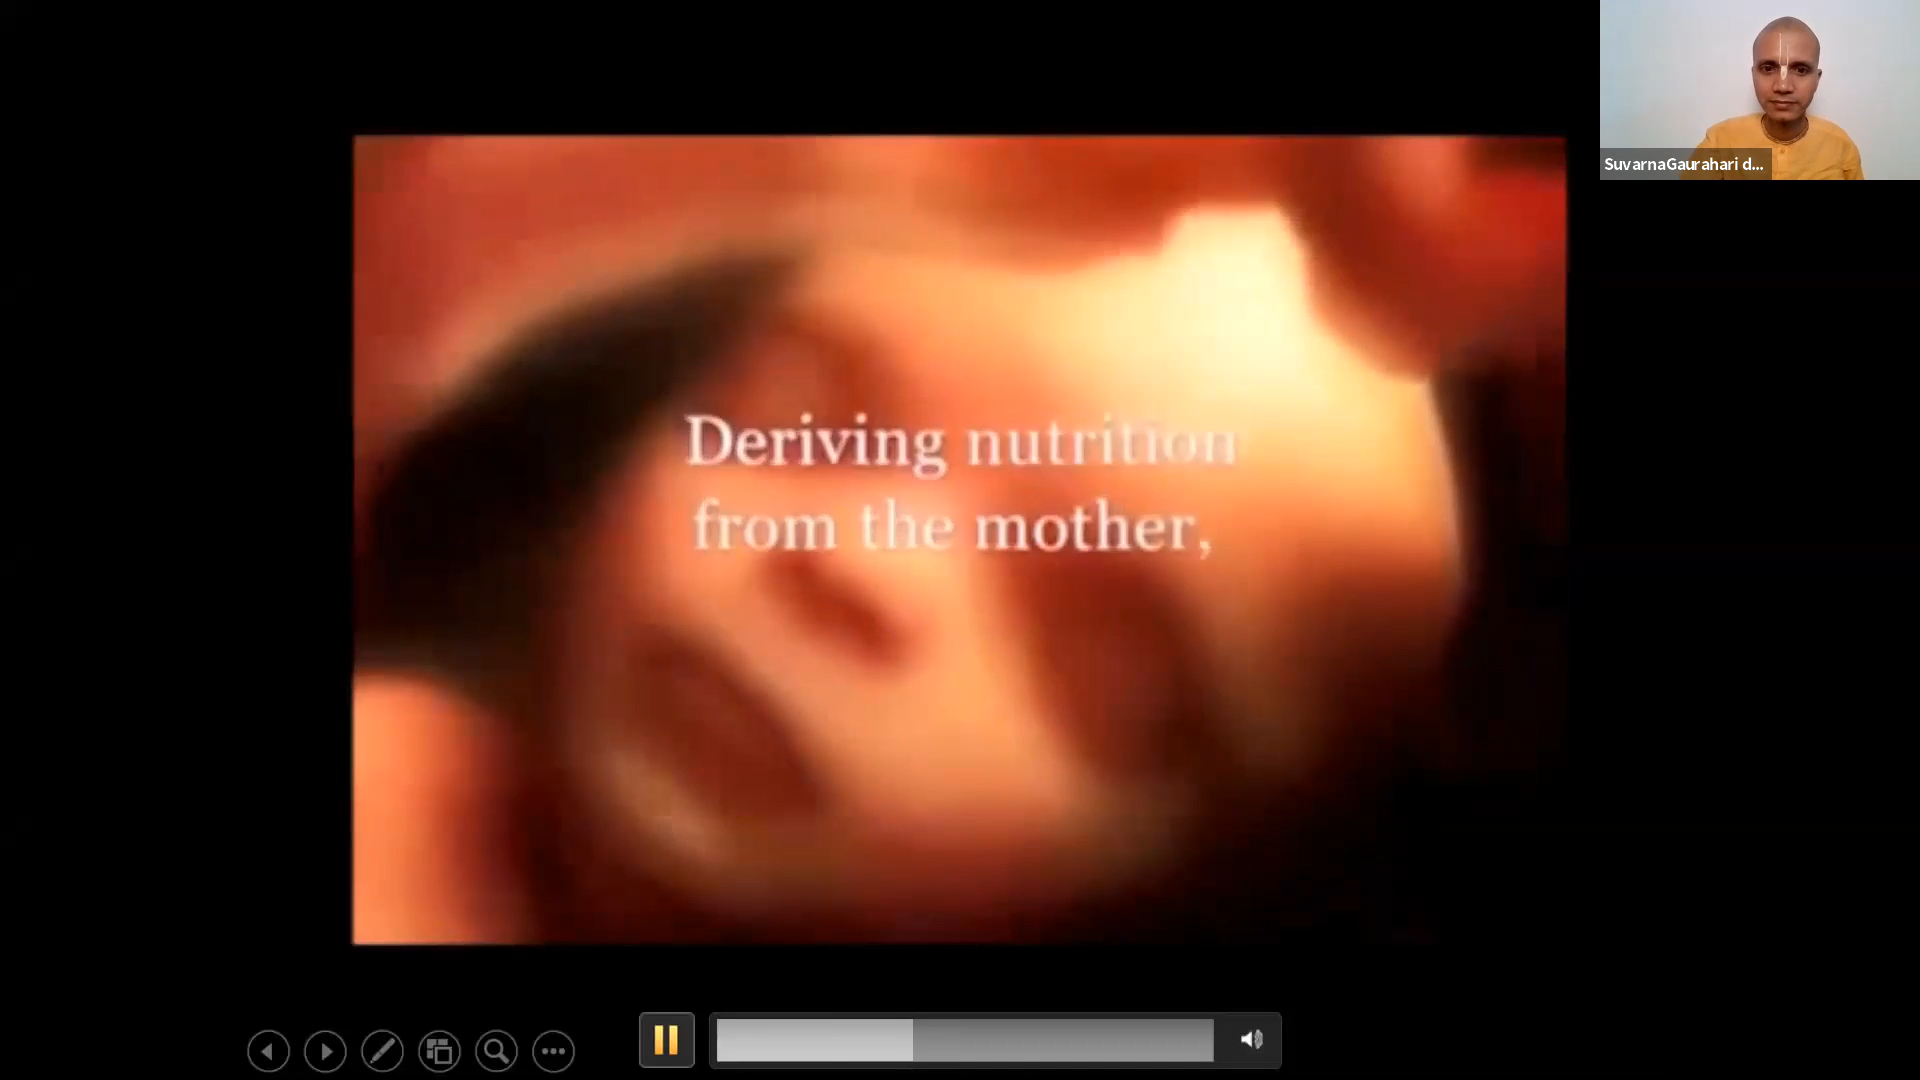 SuvarnaGaurahari d...
Deriving nutrition
from the mother,